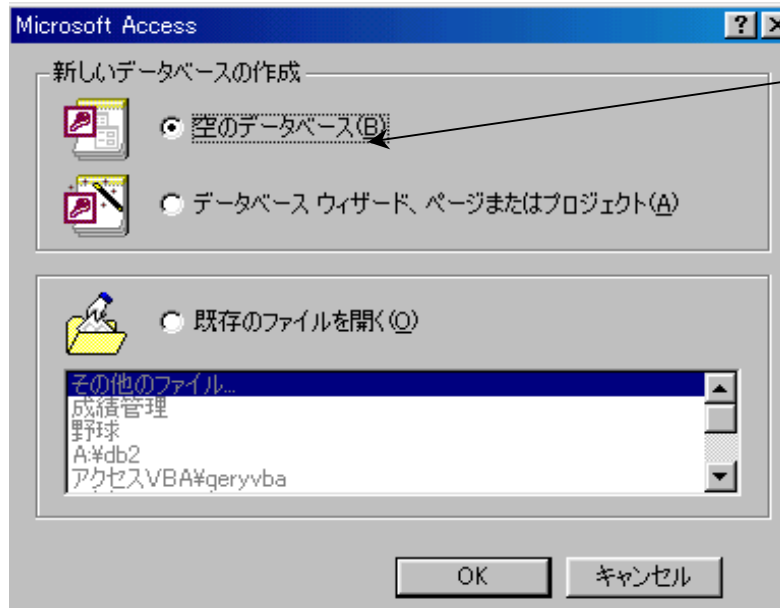 Microsoft Access
新しいデータベースの作成
空のデータベース(B)
データベース ウィザード、ページまたはプロジェクト(A)
既存のファイルを開く(O)
その他のファイル...
成績管理
野球
A:¥db2
アクセスVBA¥qeryvba
OK
キャンセル